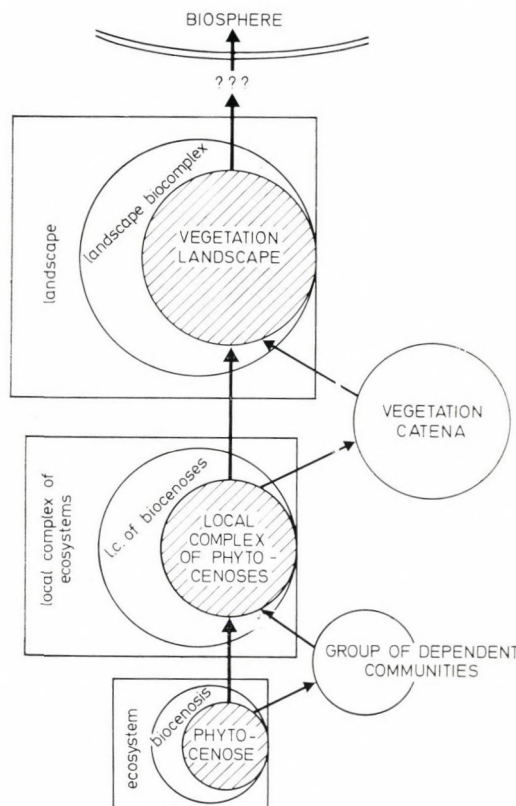 BIOSPHERE
? ? ?
landscape
landscape biocomplex
VEGETATION
LANDSCAPE
VEGETATION
CATENA
local complex of
ecosystems
l.c. of biocenoses
LOCAL
COMPLEX
OF PHYTO-
CENOSES
GROUP OF DEPENDENT
COMMUNITIES
ecosystem
biocenosis
PHYTO-
CENOSE